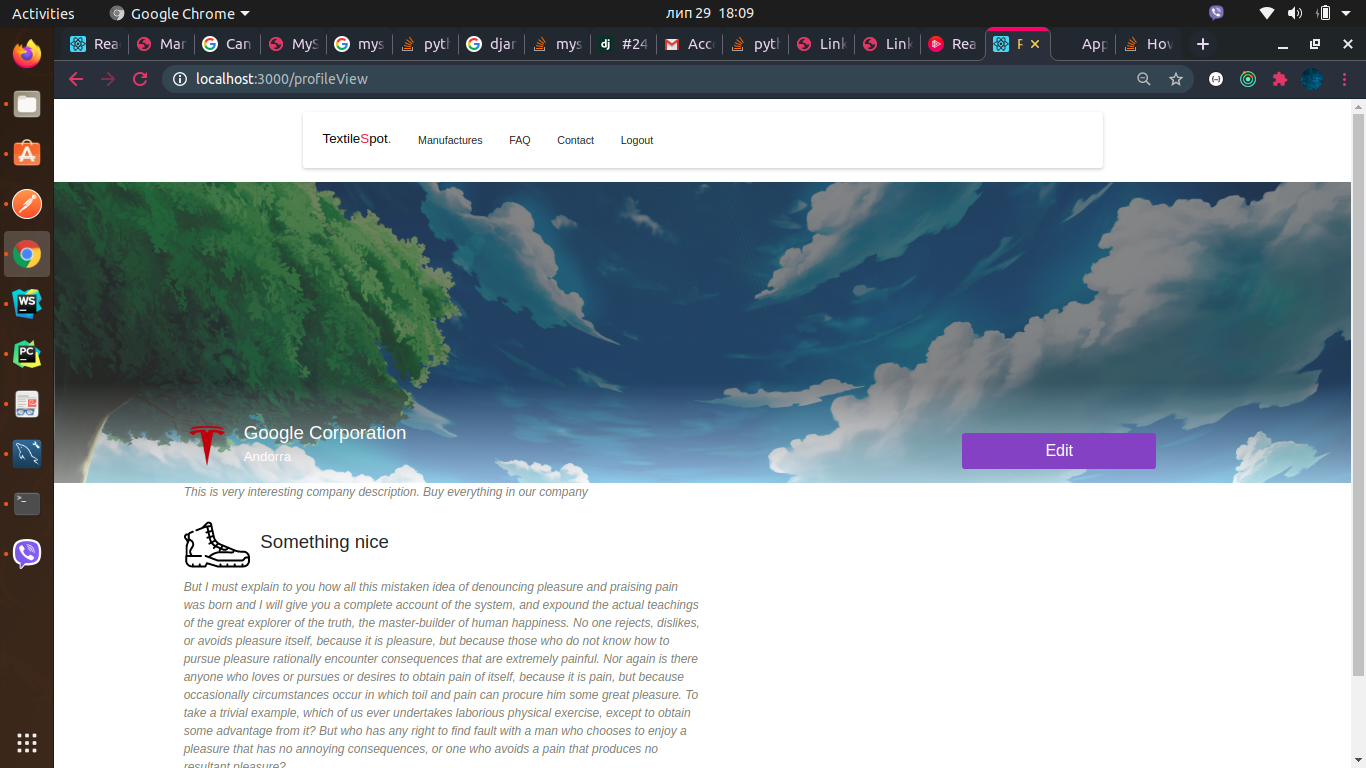 Activities
Google Chrome
лип 29 18:09
Rea
Mar
Can
MyS
mys
pyth
djan
mys
#24
Acco
pyth
Link
Link
Rea
App
How
localhost:3000/profileView
TextileSpot.
Manufactures
FAQ
Contact
Logout
Google Corporation
Andorra
Edit
This is very interesting company description. Buy everything in our company
Something nice
But I must explain to you how all this mistaken idea of denouncing pleasure and praising pain
was born and I will give you a complete account of the system, and expound the actual teachings
of the great explorer of the truth, the master-builder of human happiness. No one rejects, dislikes,
or avoids pleasure itself, because it is pleasure, but because those who do not know how to
pursue pleasure rationally encounter consequences that are extremely painful. Nor again is there
anyone who loves or pursues or desires to obtain pain of itself, because it is pain, but because
occasionally circumstances occur in which toil and pain can procure him some great pleasure. To
take a trivial example, which of us ever undertakes laborious physical exercise, except to obtain
some advantage from it? But who has any right to find fault with a man who chooses to enjoy a
pleasure that has no annoying consequences, or one who avoids a pain that produces no
resultant pleasure?
WS
PC